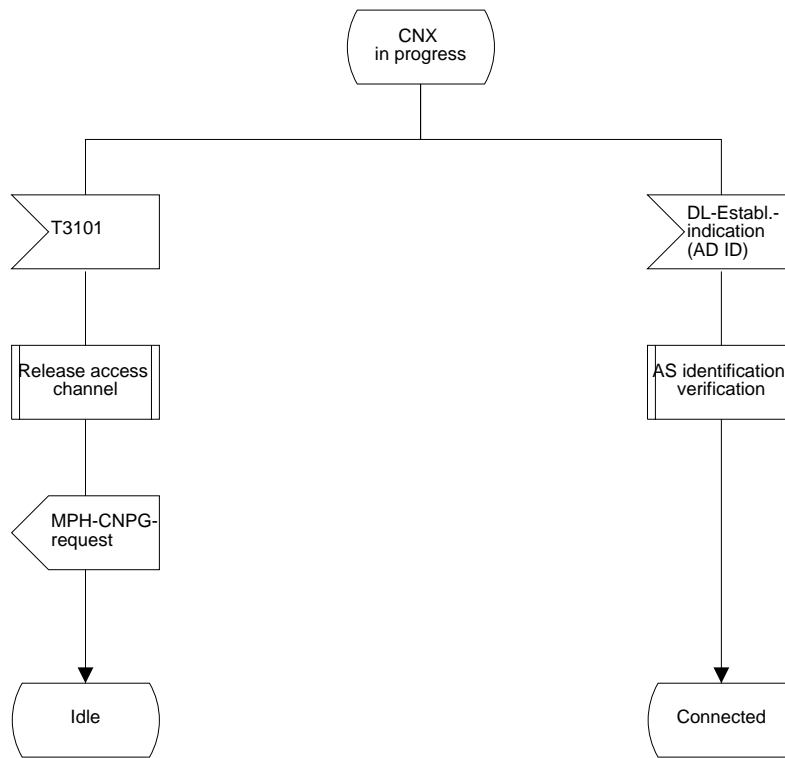 CNX
in progress
T3101
DL-Establ.-
indication
(AD ID)
Release access
channel
AS identification
verification
MPH-CNPG-
request
Idle
Connected